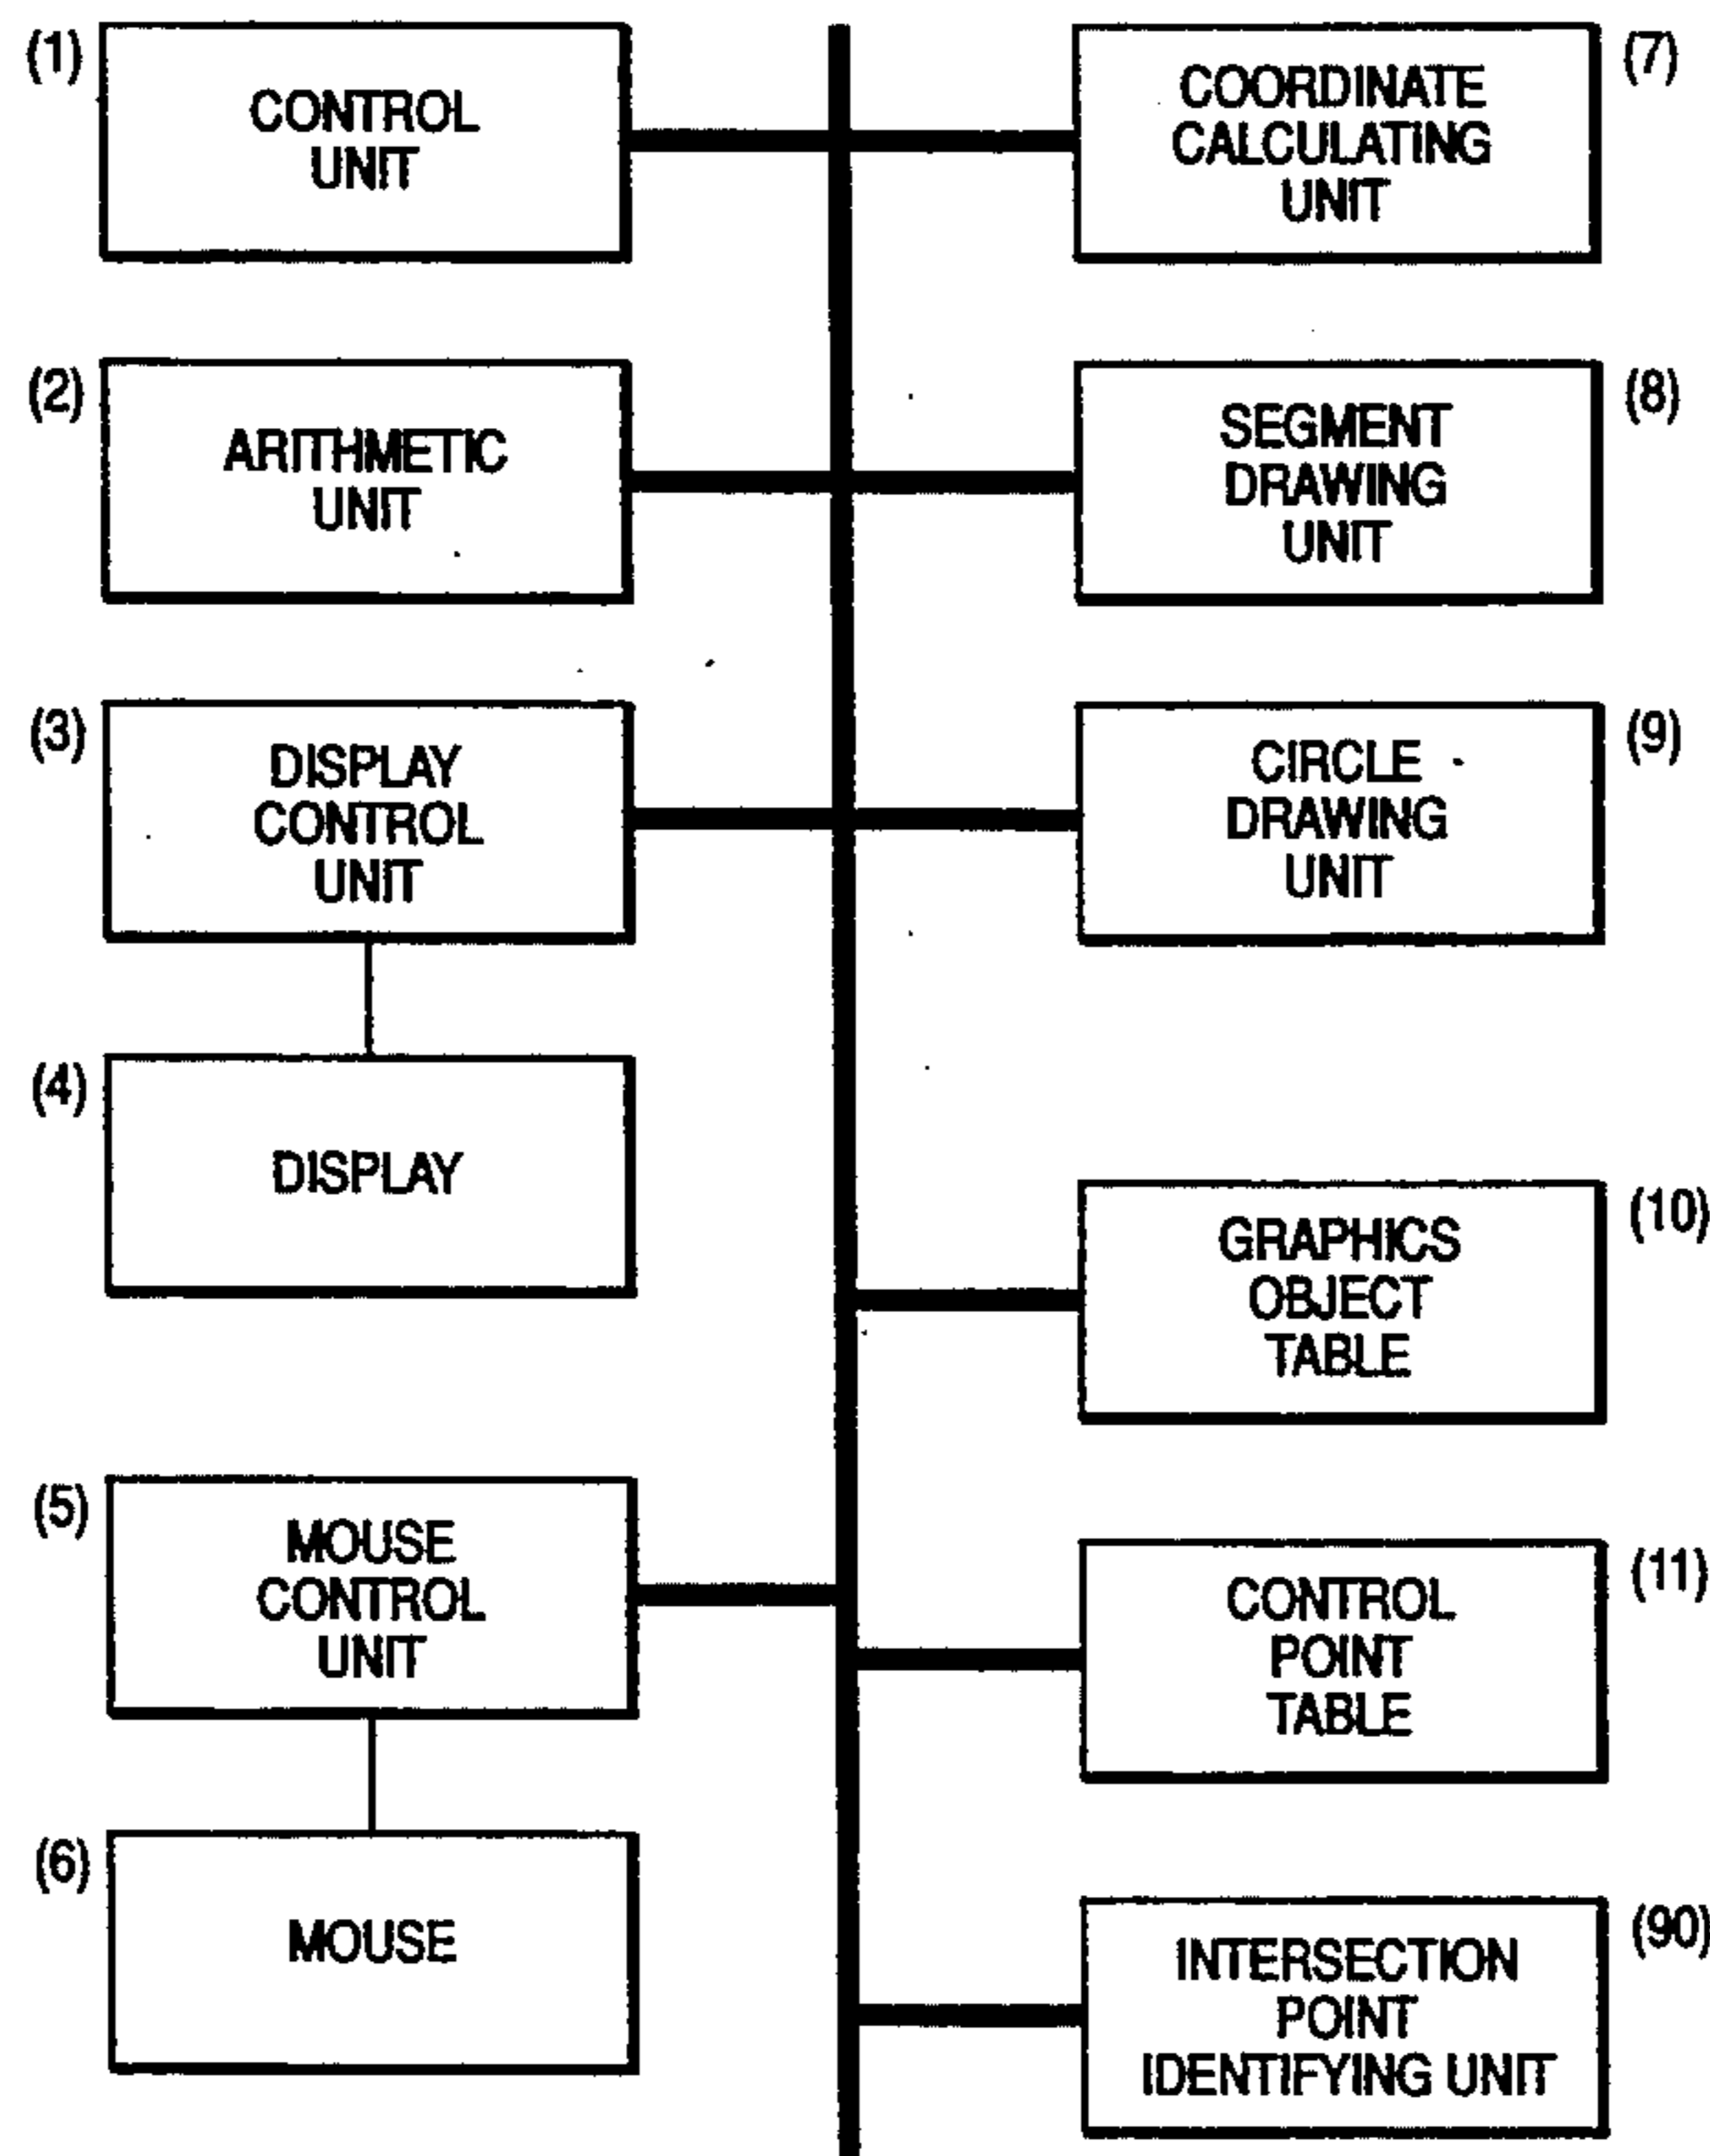 (1)
CONTROL
UNIT
(2)
ARITHMETIC
UNIT
(3)
DISPLAY
CONTROL
UNIT
(4)
DISPLAY
(5)
MOUSE
CONTROL
UNIT
(6)
MOUSE
(7)
COORDINATE
CALCULATING
UNIT
(8)
SEGMENT
DRAWING
UNIT
(9)
CIRCLE
DRAWING
UNIT
(10)
GRAPHICS
OBJECT
TABLE
(11)
CONTROL
POINT
TABLE
(90)
INTERSECTION
POINT
IDENTIFYING UNIT